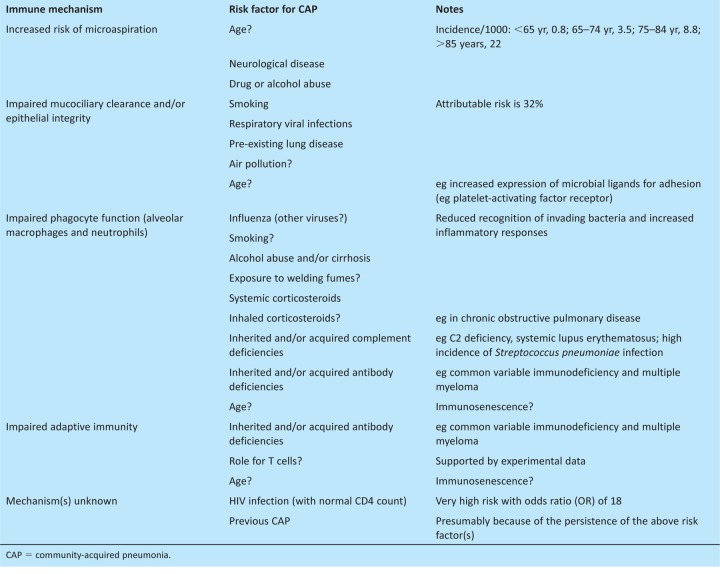 Immune mechanism Risk factor for CAP Notes
Increased risk of microaspiration Age? Incidence/1000: <65 yr, 0.8; 65–74 yr, 3.5; 75–84 yr, 8.8;
>85 years, 22
Neurological disease
Drug or alcohol abuse
Impaired mucociliary clearance and/or Smoking Attributable risk is 32%
epithelial integrity
Respiratory viral infections
Pre-existing lung disease
Air pollution?
Age? eg increased expression of microbial ligands for adhesion
(eg platelet-activating factor receptor)
Impaired phagocyte function (alveolar Influenza (other viruses?) Reduced recognition of invading bacteria and increased
macrophages and neutrophils) inflammatory responses
Smoking?
Alcohol abuse and/or cirrhosis
Exposure to welding fumes?
Systemic corticosteroids
Inhaled corticosteroids? eg in chronic obstructive pulmonary disease
Inherited and/or acquired complement eg C2 deficiency, systemic lupus erythematosus; high
deficiencies incidence of Streptococcus pneumoniae infection
Inherited and/or acquired antibody eg common variable immunodeficiency and multiple
deficiencies myeloma
Age? Immunosenescence?
Impaired adaptive immunity Inherited and/or acquired antibody eg common variable immunodeficiency and multiple
deficiencies myeloma
Role for T cells? Supported by experimental data
Age? Immunosenescence?
Mechanism(s) unknown HIV infection (with normal CD4 count) Very high risk with odds ratio (OR) of 18
Previous CAP Presumably because of the persistence of the above risk
factor(s)
CAP = community-acquired pneumonia.